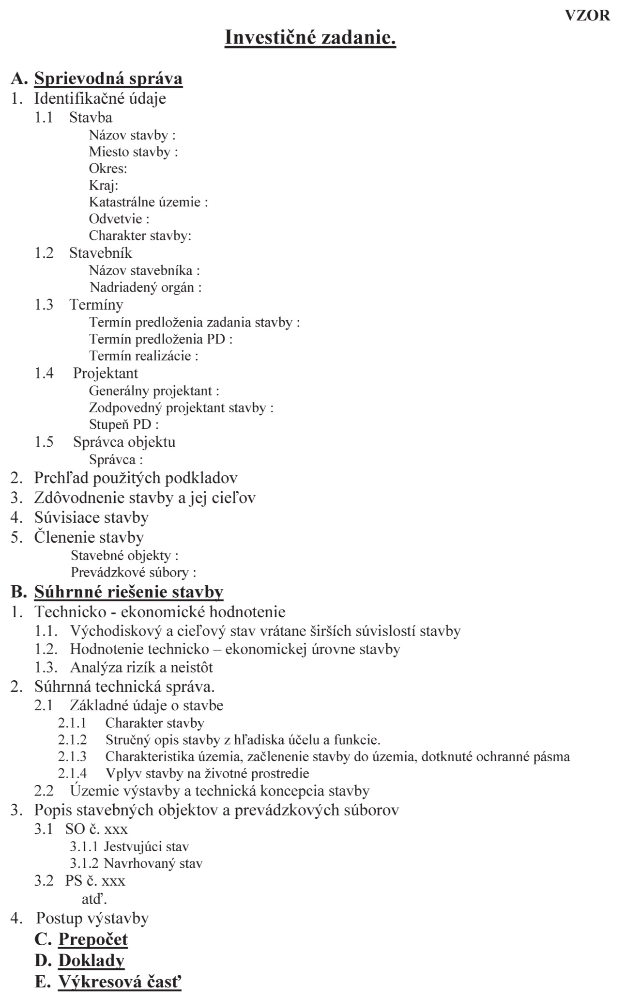 VZOR
Investičné zadanie.
A. Sprievodná správa
1. Identifikačné údaje
1.1 Stavba
Názov stavby :
Miesto stavby :
Okres:
Kraj:
Katastrálne územie :
Odvetvie :
Charakter stavby:
1.2 Stavebník
Názov stavebníka :
Nadriadený orgán :
1.3 Termíny
Termín predloženia zadania stavby :
Termín predloženia PD :
Termín realizácie :
1.4 Projektant
Generálny projektant :
Zodpovedný projektant stavby :
Stupeň PD :
1.5 Správca objektu
Správca :
2. Prehľad použitých podkladov
3. Zdôvodnenie stavby a jej cieľov
4. Súvisiace stavby
5. Členenie stavby
Stavebné objekty :
Prevádzkové súbory :
B. Súhrnné riešenie stavby
1. Technicko - ekonomické hodnotenie
1.1. Východiskový a cieľový stav vrátane širších súvislostí stavby
1.2. Hodnotenie technicko – ekonomickej úrovne stavby
1.3. Analýza rizík a neistôt
2. Súhrnná technická správa.
2.1 Základné údaje o stavbe
2.1.1 Charakter stavby
2.1.2 Stručný opis stavby z hľadiska účelu a funkcie.
2.1.3 Charakteristika územia, začlenenie stavby do územia, dotknuté ochranné pásma
2.1.4 Vplyv stavby na životné prostredie
2.2 Územie výstavby a technická koncepcia stavby
3. Popis stavebných objektov a prevádzkových súborov
3.1 SO č. xxx
3.1.1 Jestvujúci stav
3.1.2 Navrhovaný stav
3.2 PS č. xxx
atď.
4. Postup výstavby
C. Prepočet
D. Doklady
E. Výkresová časť